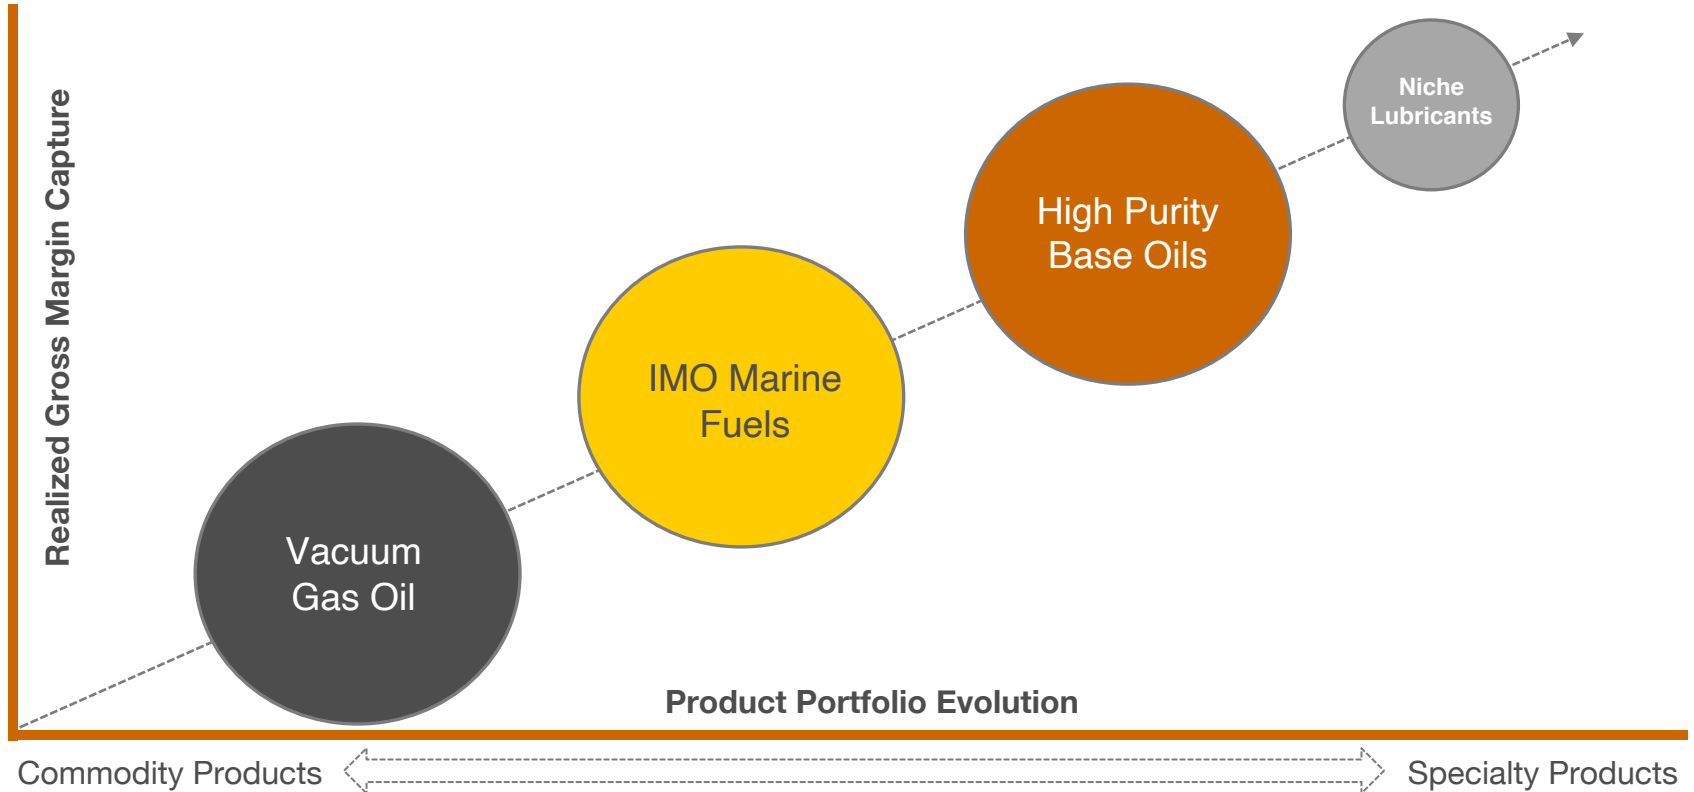 Realized Gross Margin Capture
Niche
Lubricants
High Purity
Base Oils
IMO Marine
Fuels
Vacuum
Gas Oil
Product Portfolio Evolution
Commodity Products
Specialty Products